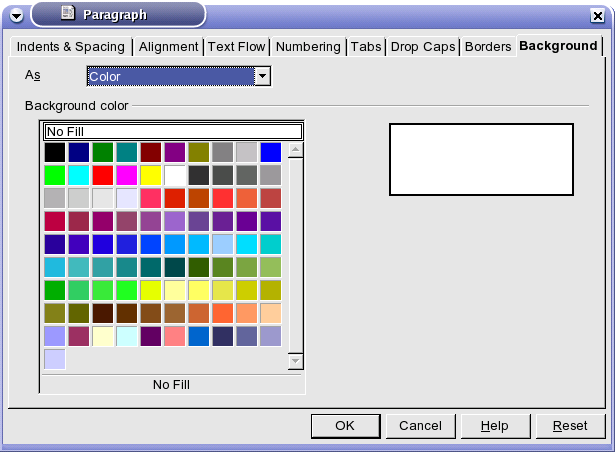 Paragraph
Indents & Spacing Alignment Text Flow Numbering Tabs Drop Caps Borders Background
As Color
Background color
No Fill
No Fill
OK Cancel Help Reset